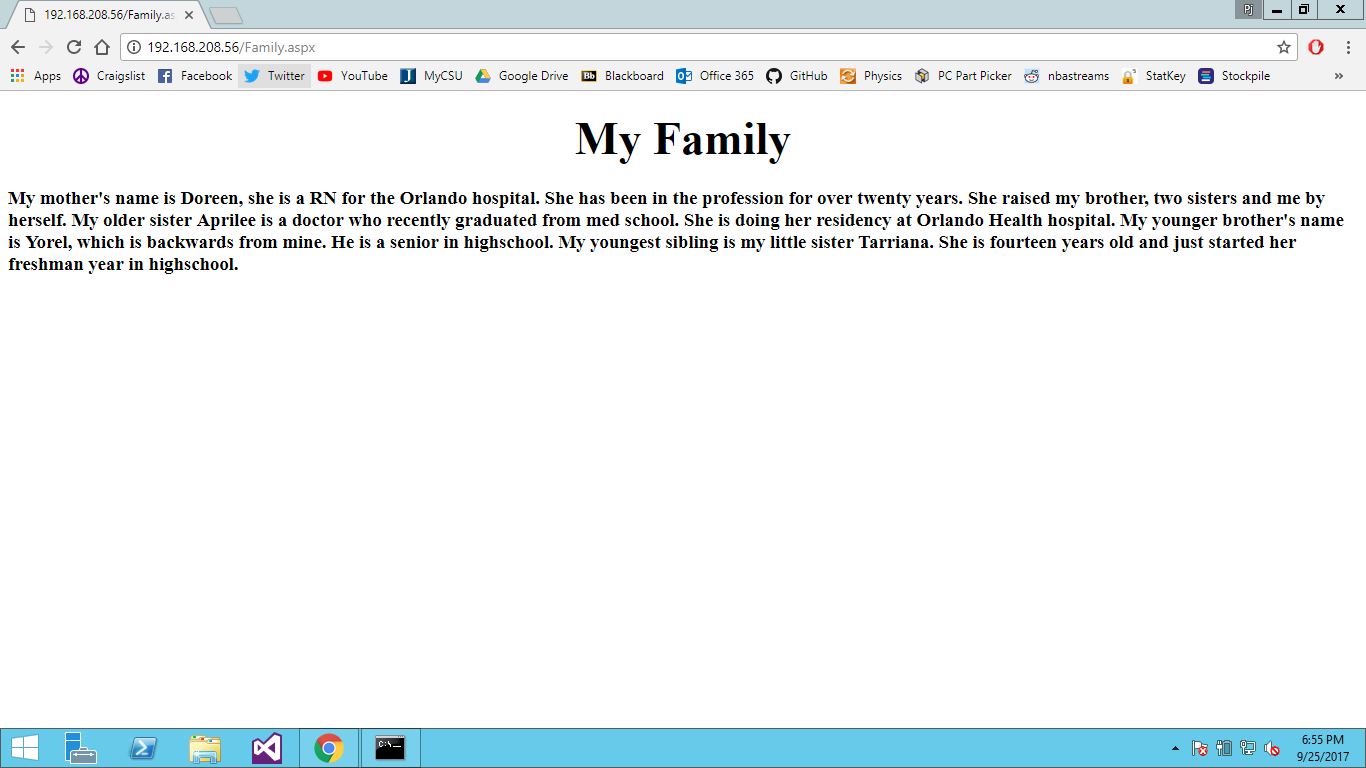 192.168.208.56/Family.as
Pj
192.168.208.56/Family.aspx
Apps Craigslist Facebook Twitter YouTube MyCSU Google Drive Bb Blackboard Office 365 GitHub Physics PC Part Picker nbastreams StatKey Stockpile »
My Family
My mother's name is Doreen, she is a RN for the Orlando hospital. She has been in the profession for over twenty years. She raised my brother, two sisters and me by
herself. My older sister Aprilee is a doctor who recently graduated from med school. She is doing her residency at Orlando Health hospital. My younger brother's name
is Yorel, which is backwards from mine. He is a senior in highschool. My youngest sibling is my little sister Tarriana. She is fourteen years old and just started her
freshman year in highschool.
C:\_
6:55 PM
9/25/2017